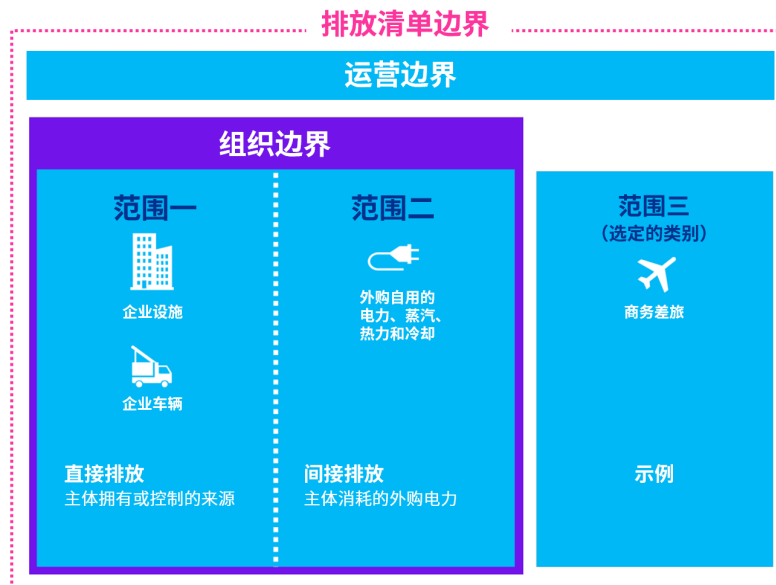 排放清单边界
运营边界
组织边界
范围一
企业设施
企业车辆
直接排放
主体拥有或控制的来源
范围二
外购自用的
电力、蒸汽、
热力和冷却
间接排放
主体消耗的外购电力
范围三
（选定的类别）
商务差旅
示例